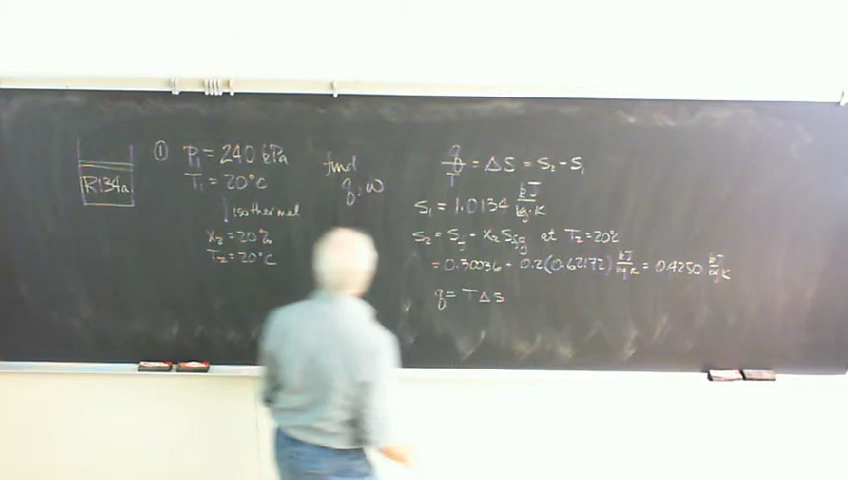 R134a
① P₁ = 240 kPa
T₁ = 20°C
↓ isothermal
x₂ = 20%
T₂ = 20°C
find
q, w
q/T = ΔS = S₂ - S₁
S₁ = 1.0134 kJ/kg·K
S₂ = Sf + x₂ Sfg at T₂ = 20°C
= 0.30036 + 0.2(0.62172) kJ/kg·K = 0.4250 kJ/kg·K
q = TΔS